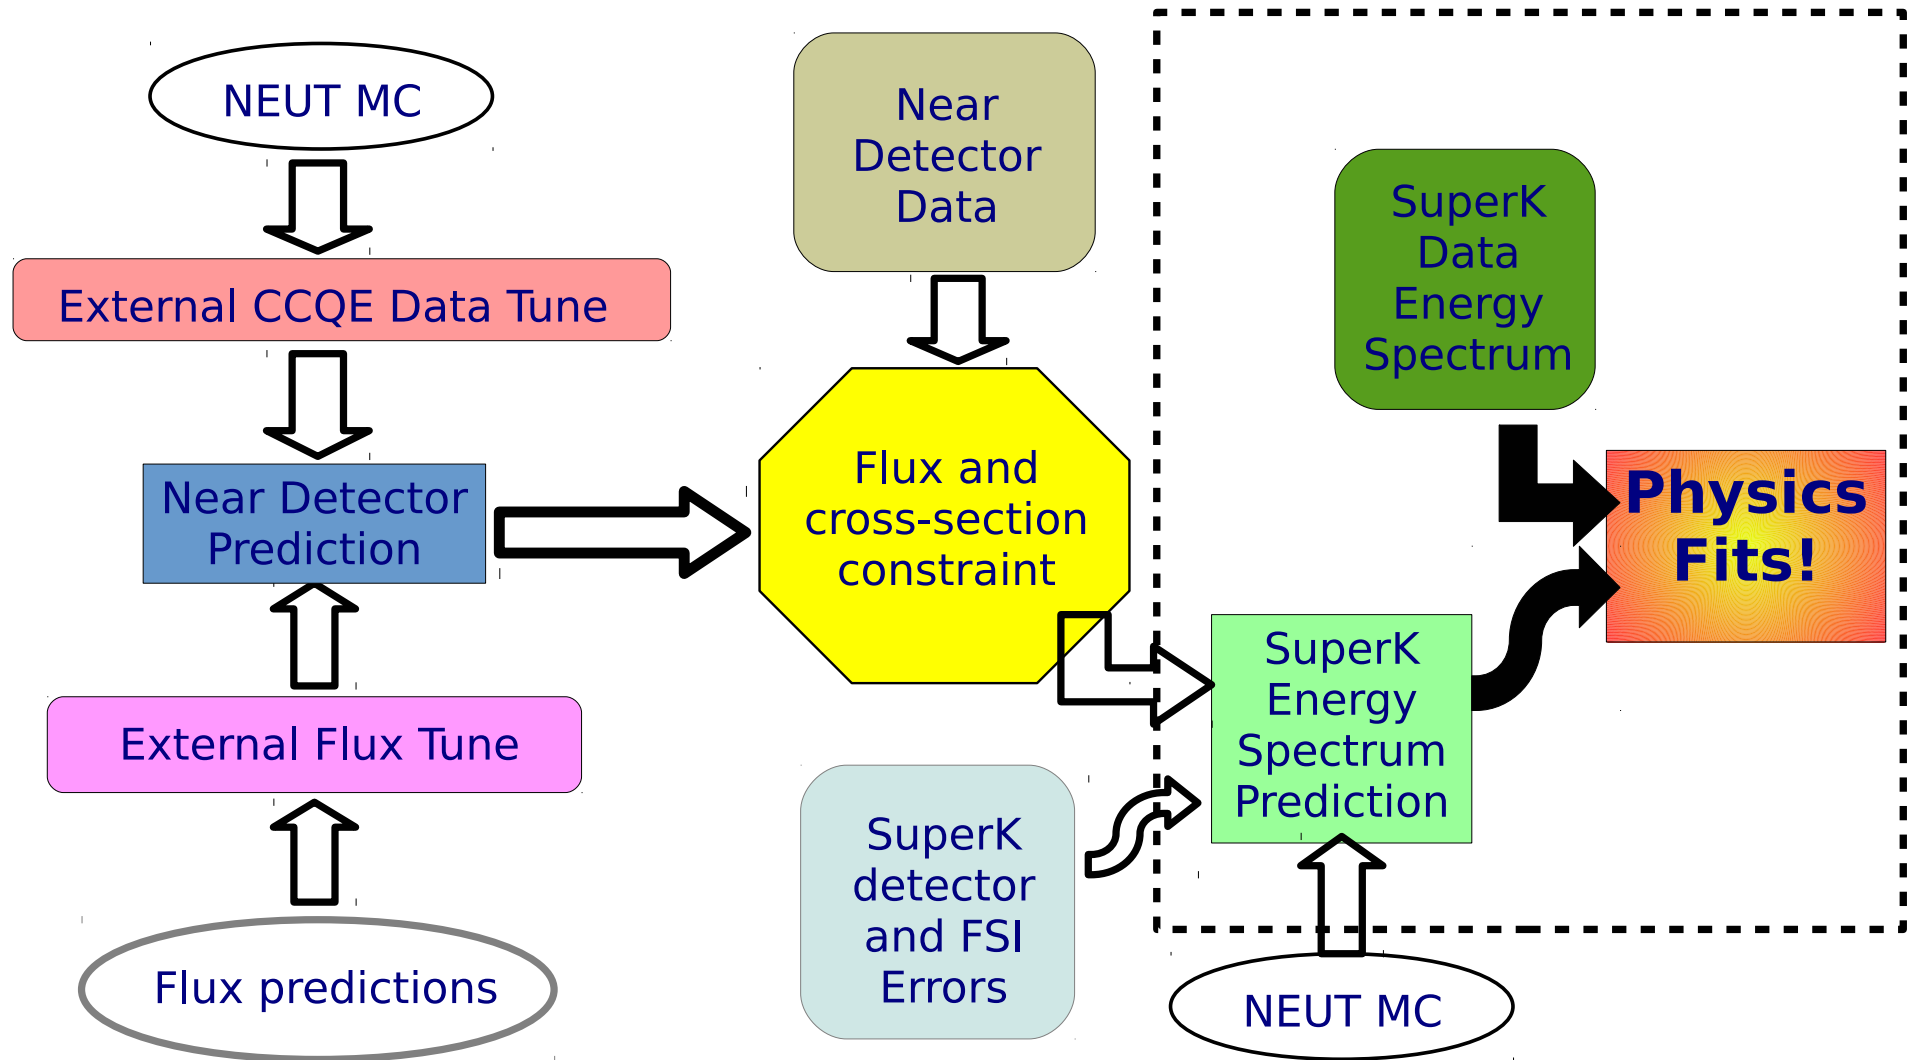 NEUT MC
External CCQE Data Tune
Near Detector
Prediction
External Flux Tune
Flux predictions
Near
Detector
Data
Flux and
cross-section
constraint
SuperK
detector
and FSI
Errors
SuperK
Data
Energy
Spectrum
Physics
Fits!
SuperK
Energy
Spectrum
Prediction
NEUT MC